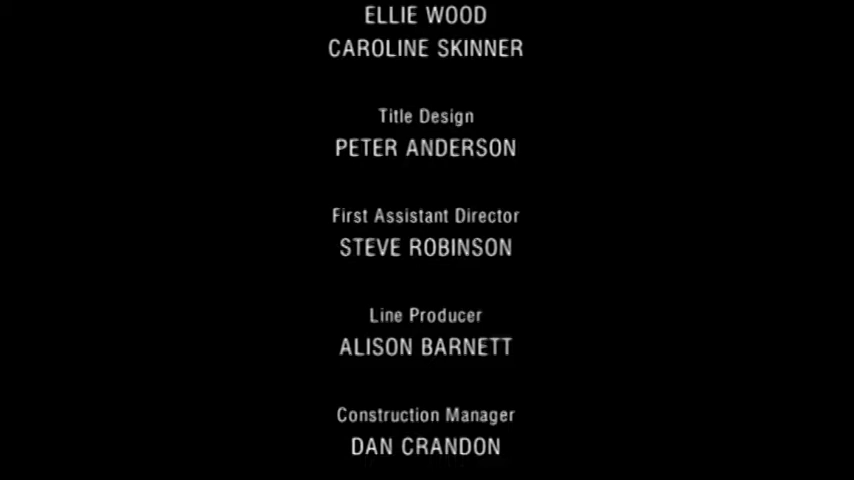 ELLIE WOOD
CAROLINE SKINNER
Title Design
PETER ANDERSON
First Assistant Director
STEVE ROBINSON
Line Producer
ALISON BARNETT
Construction Manager
DAN CRANDON